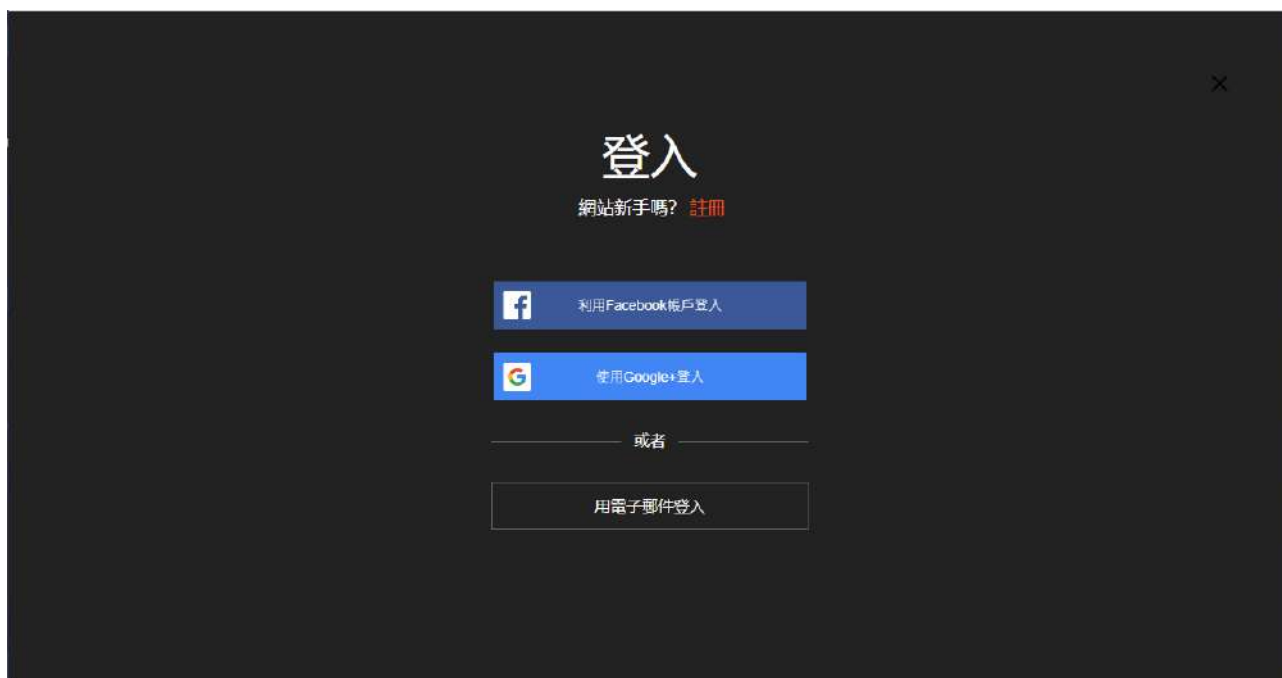 登入
網站新手嗎? 註冊
利用Facebook帳戶登入
使用Google+登入
或者
用電子郵件登入